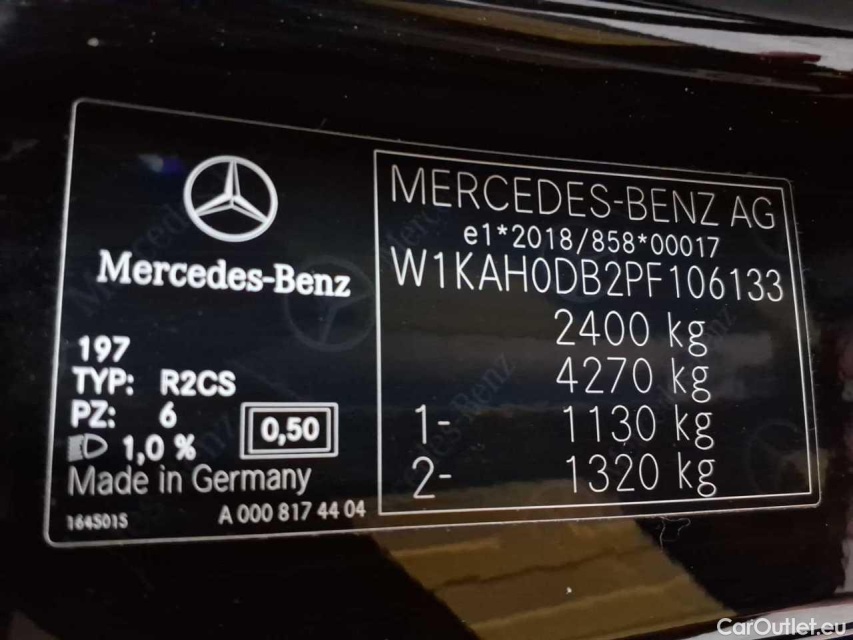 Mercedes-Benz
197
TYP: R2CS
PZ: 6
1,0 %
0,50
Made in Germany
1645015
A 000 817 44 04
MERCEDES-BENZ AG
e1*2018/858*00017
W1KAH0DB2PF106133
2400 kg
4270 kg
1- 1130 kg
2- 1320 kg
CarOutlet.eu